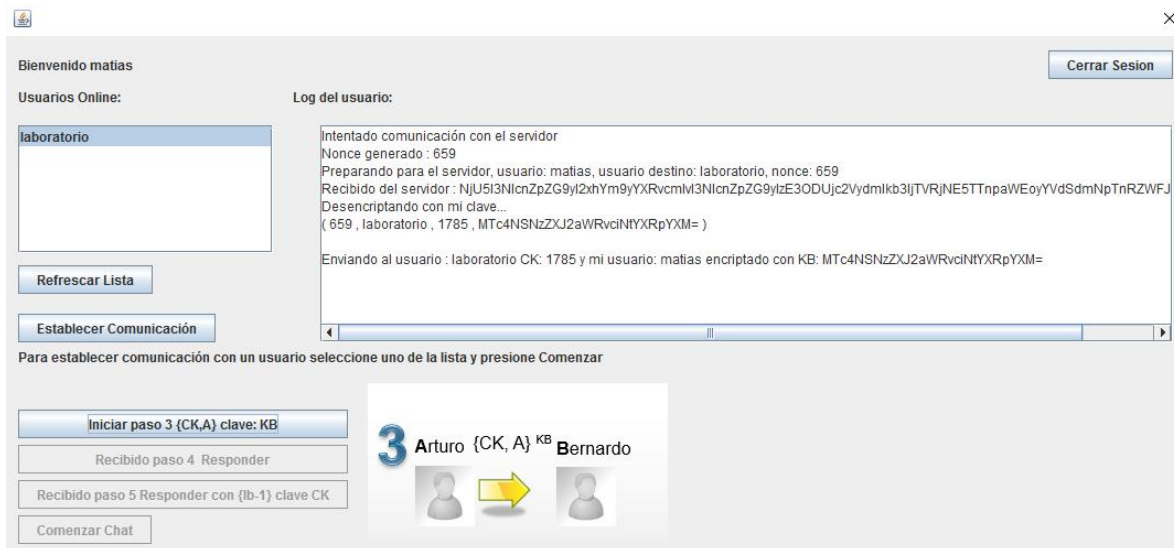 Bienvenido matias
Cerrar Sesion
Usuarios Online:
Log del usuario:
laboratorio
Intentado comunicación con el servidor
Nonce generado : 659
Preparando para el servidor, usuario: matias, usuario destino: laboratorio, nonce: 659
Recibido del servidor :
Desencriptando con mi clave...
( 659 , laboratorio , 1785 , MTc4NSNzZXJ2aWRvciNtYXRpYXM= )
Enviando al usuario : laboratorio CK: 1785 y mi usuario: matias encriptado con KB: MTc4NSNzZXJ2aWRvciNtYXRpYXM=
Refrescar Lista
Establecer Comunicación
Para establecer comunicación con un usuario seleccione uno de la lista y presione Comenzar
Iniciar paso 3 {CK,A} clave: KB
Recibido paso 4 Responder
Recibido paso 5 Responder con {Ib-1} clave CK
Comenzar Chat
3 Arturo {CK, A} KB Bernardo